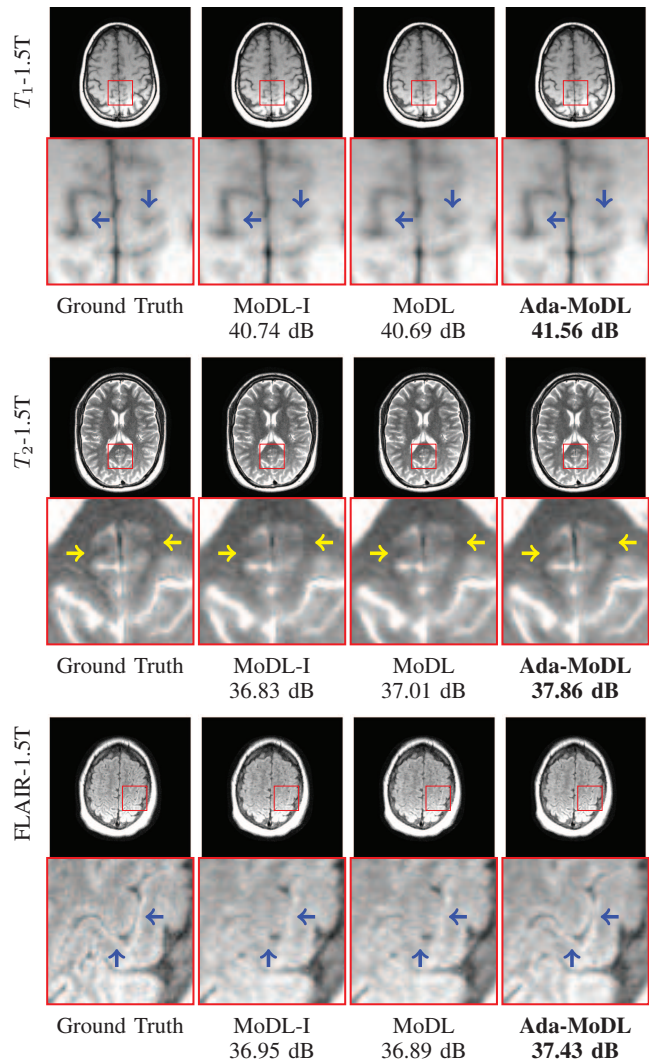 T₁-1.5T
Ground Truth MoDL-I MoDL Ada-MoDL
40.74 dB 40.69 dB 41.56 dB
T₂-1.5T
Ground Truth MoDL-I MoDL Ada-MoDL
36.83 dB 37.01 dB 37.86 dB
FLAIR-1.5T
Ground Truth MoDL-I MoDL Ada-MoDL
36.95 dB 36.89 dB 37.43 dB